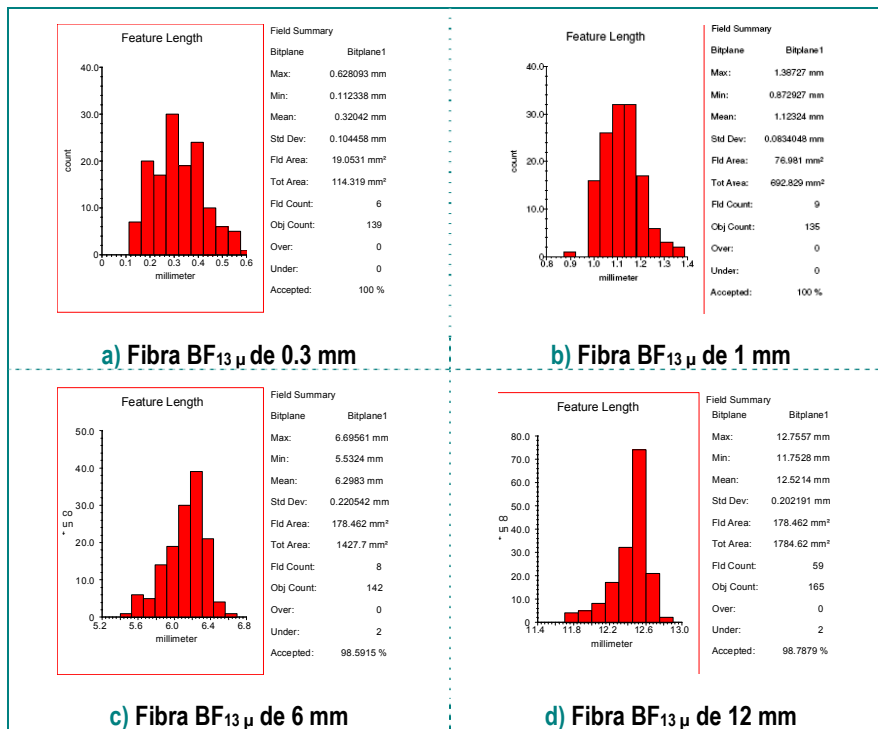 Feature Length
count
40.0
30.0
20.0
10.0
0
0 0.1 0.2 0.3 0.4 0.5 0.6
millimeter
Field Summary
Bitplane Bitplane1
Max: 0.628093 mm
Min: 0.112338 mm
Mean: 0.32042 mm
Std Dev: 0.104458 mm
Fld Area: 19.0531 mm²
Tot Area: 114.319 mm²
Fld Count: 6
Obj Count: 139
Over: 0
Under: 0
Accepted: 100 %
a) Fibra BF13 µ de 0.3 mm
Feature Length
count
40.0
30.0
20.0
10.0
0
0.8 0.9 1.0 1.1 1.2 1.3 1.4
millimeter
Field Summary
Bitplane Bitplane1
Max: 1.38727 mm
Min: 0.872927 mm
Mean: 1.12324 mm
Std Dev: 0.0834048 mm
Fld Area: 76.981 mm²
Tot Area: 692.829 mm²
Fld Count: 9
Obj Count: 135
Over: 0
Under: 0
Accepted: 100 %
b) Fibra BF13 µ de 1 mm
Feature Length
co
un
50.0
40.0
30.0
20.0
10.0
0
5.2 5.6 6.0 6.4 6.8
millimeter
Field Summary
Bitplane Bitplane1
Max: 6.69561 mm
Min: 5.5324 mm
Mean: 6.2983 mm
Std Dev: 0.220542 mm
Fld Area: 178.462 mm²
Tot Area: 1427.7 mm²
Fld Count: 8
Obj Count: 142
Over: 0
Under: 2
Accepted: 98.5915 %
c) Fibra BF13 µ de 6 mm
Feature Length
80.0
70.0
60.0
50.0
40.0
30.0
20.0
10.0
0
11.4 11.8 12.2 12.6 13.0
millimeter
Field Summary
Bitplane Bitplane1
Max: 12.7557 mm
Min: 11.7528 mm
Mean: 12.5214 mm
Std Dev: 0.202191 mm
Fld Area: 178.462 mm²
Tot Area: 1784.62 mm²
Fld Count: 59
Obj Count: 165
Over: 0
Under: 2
Accepted: 98.7879 %
d) Fibra BF13 µ de 12 mm